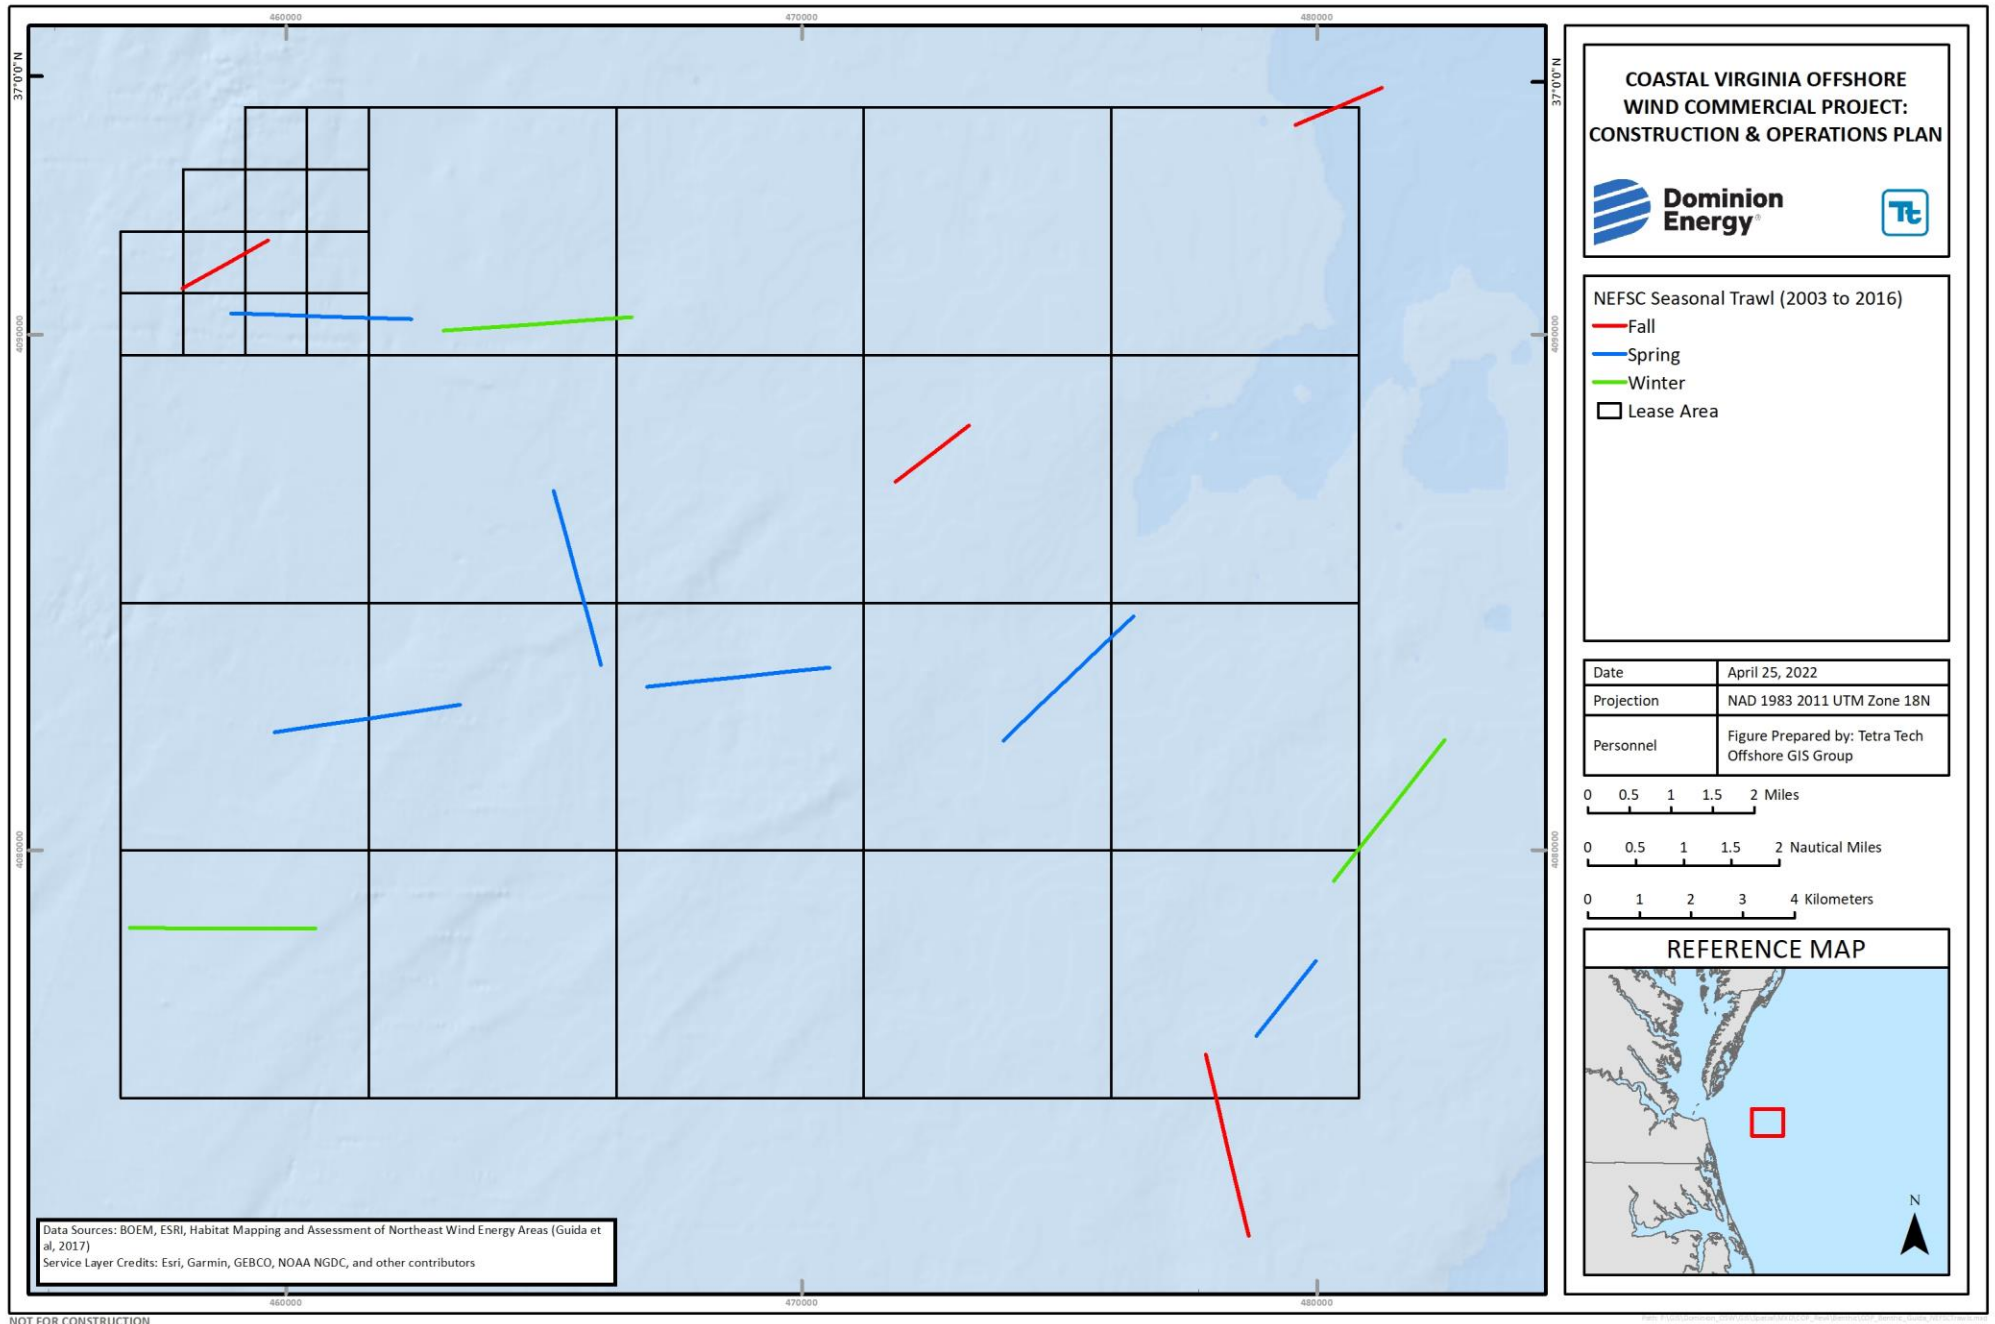 460000
470000
480000
37°0'0"N
37°0'0"N
4090000
4090000
4080000
4080000
460000
470000
480000
Data Sources: BOEM, ESRI, Habitat Mapping and Assessment of Northeast Wind Energy Areas (Guida et
al, 2017)
Service Layer Credits: Esri, Garmin, GEBCO, NOAA NGDC, and other contributors
NOT FOR CONSTRUCTION
COASTAL VIRGINIA OFFSHORE
WIND COMMERCIAL PROJECT:
CONSTRUCTION & OPERATIONS PLAN
Dominion
Energy®
Tt
NEFSC Seasonal Trawl (2003 to 2016)
Fall
Spring
Winter
Lease Area
Date April 25, 2022
Projection NAD 1983 2011 UTM Zone 18N
Personnel Figure Prepared by: Tetra Tech
Offshore GIS Group
0 0.5 1 1.5 2 Miles
0 0.5 1 1.5 2 Nautical Miles
0 1 2 3 4 Kilometers
REFERENCE MAP
N